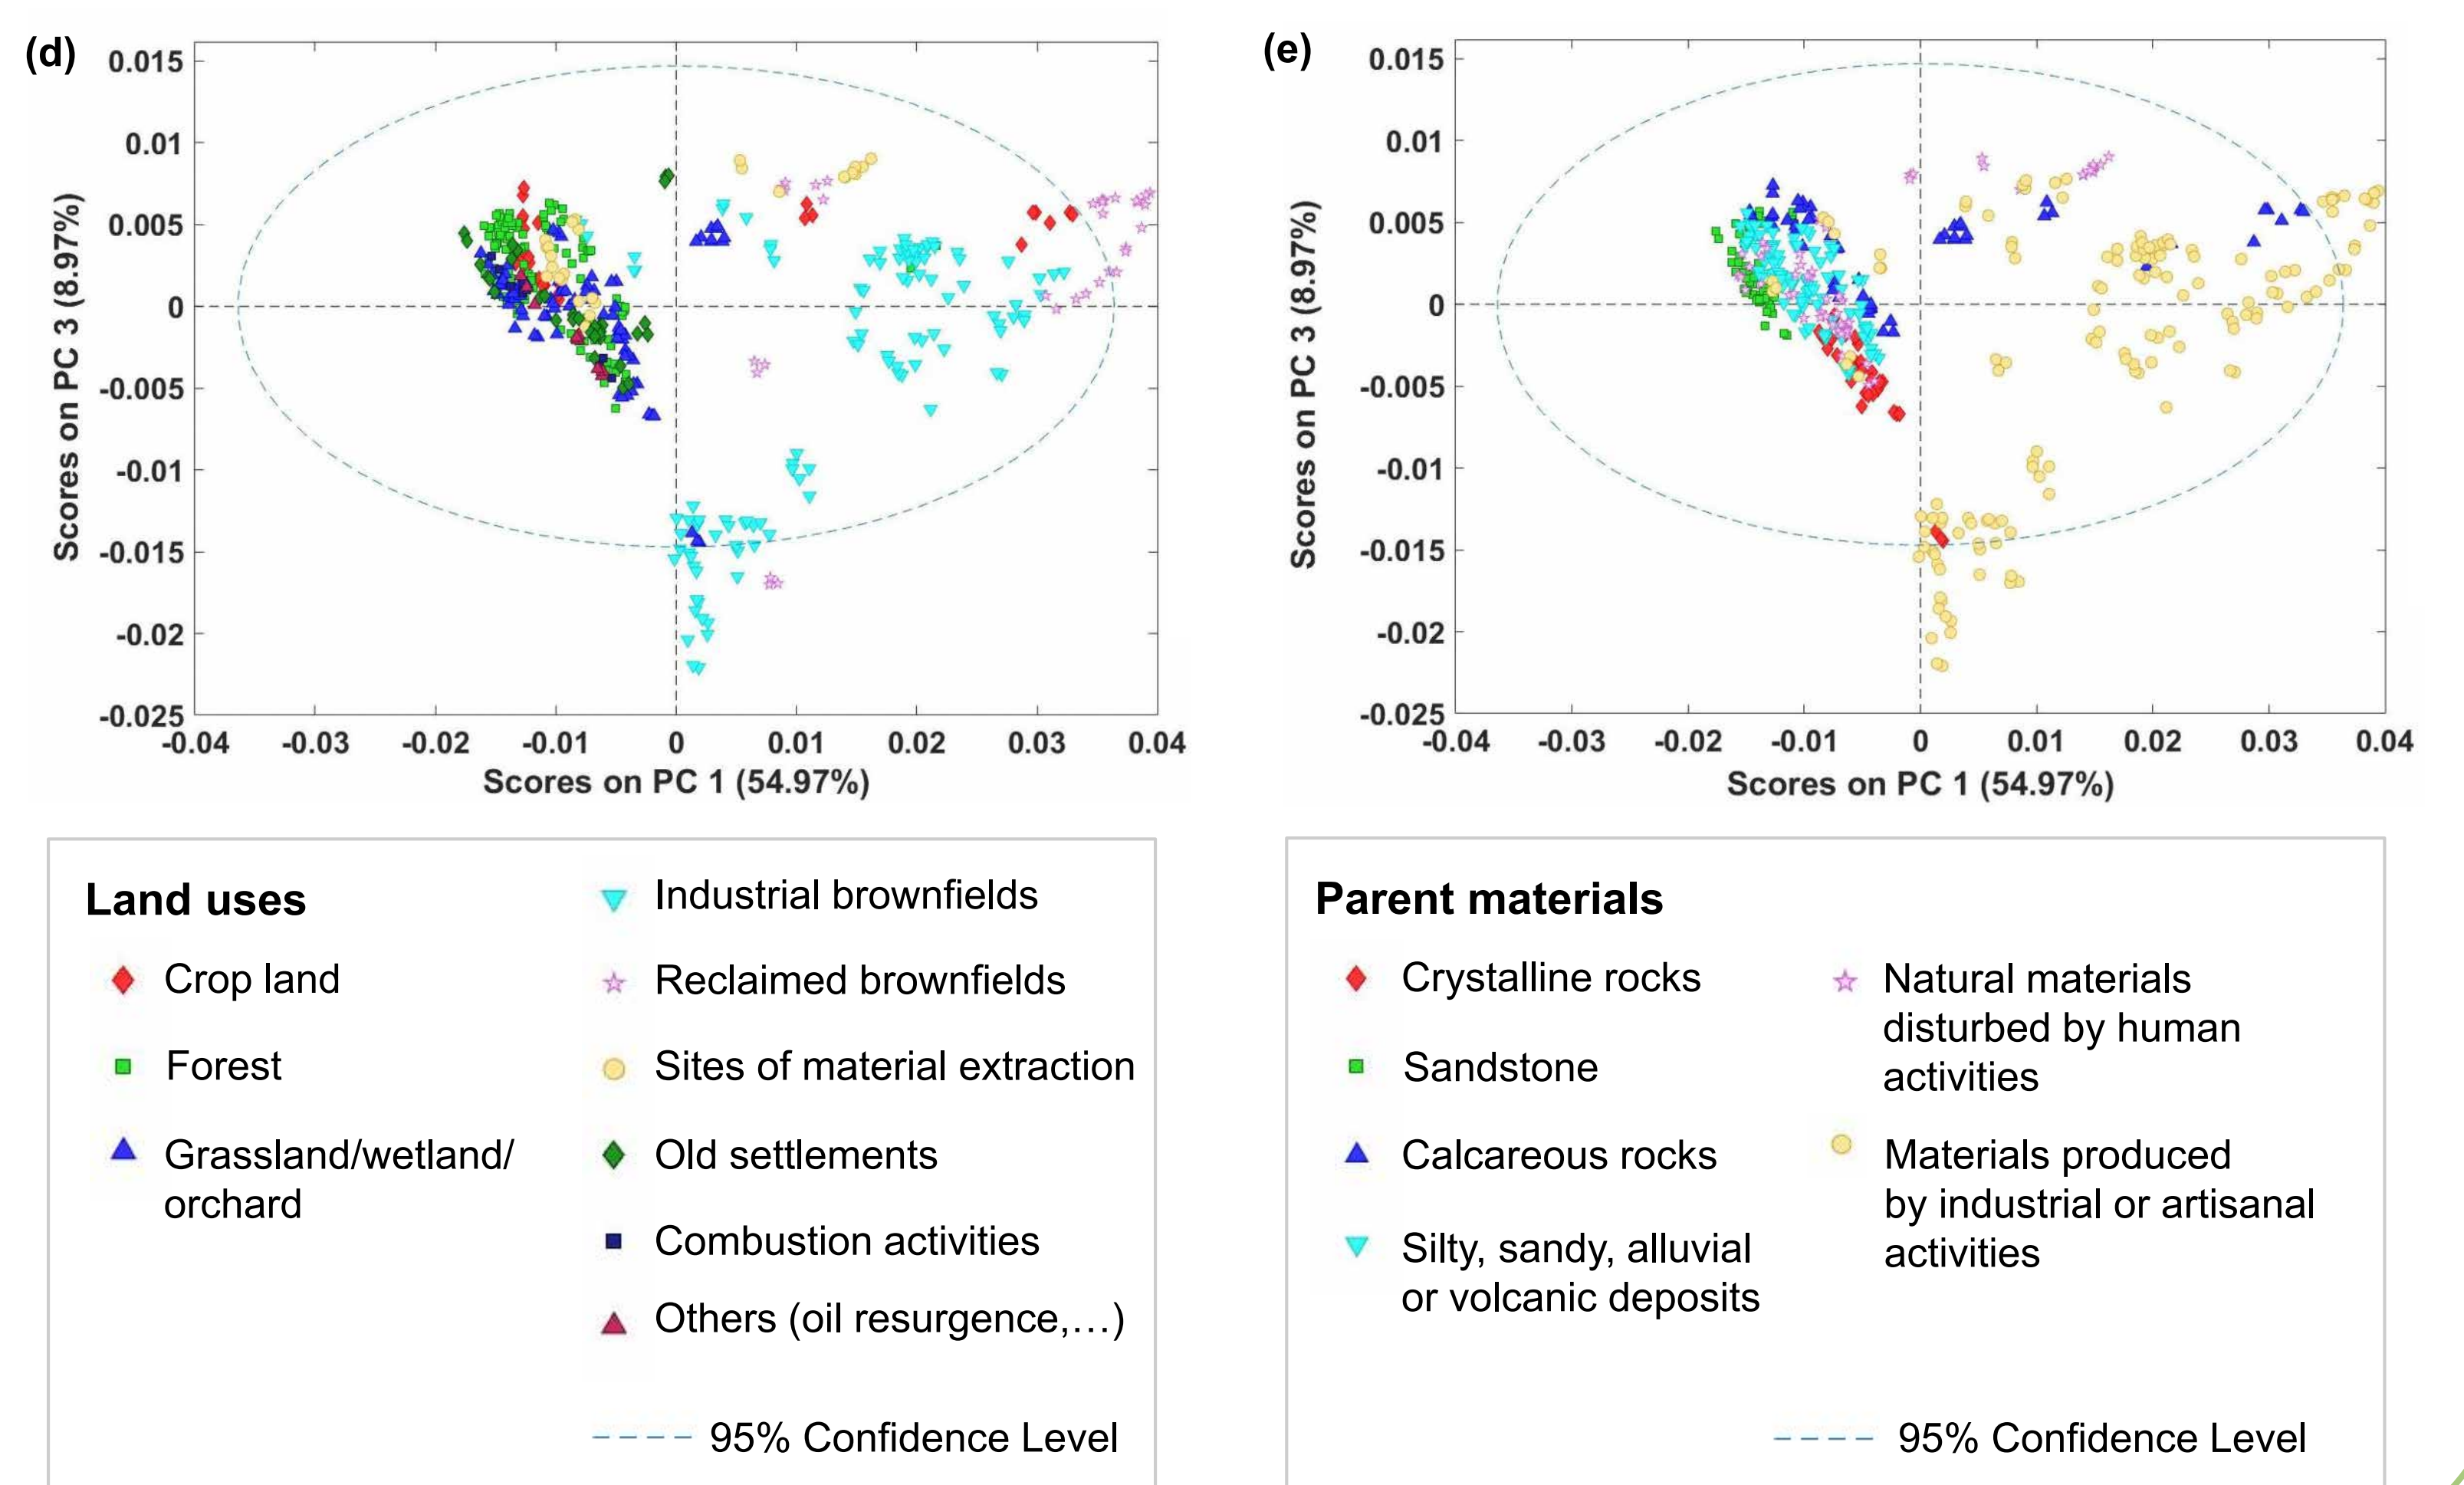 (d)
0.015
0.01
0.005
0
-0.005
-0.01
-0.015
-0.02
-0.025
Scores on PC 3 (8.97%)
-0.04 -0.03 -0.02 -0.01 0 0.01 0.02 0.03 0.04
Scores on PC 1 (54.97%)
(e)
0.015
0.01
0.005
0
-0.005
-0.01
-0.015
-0.02
-0.025
Scores on PC 3 (8.97%)
-0.04 -0.03 -0.02 -0.01 0 0.01 0.02 0.03 0.04
Scores on PC 1 (54.97%)
Land uses
Crop land
Forest
Grassland/wetland/
orchard
Industrial brownfields
Reclaimed brownfields
Sites of material extraction
Old settlements
Combustion activities
Others (oil resurgence,…)
95% Confidence Level
Parent materials
Crystalline rocks
Sandstone
Calcareous rocks
Silty, sandy, alluvial
or volcanic deposits
Natural materials
disturbed by human
activities
Materials produced
by industrial or artisanal
activities
95% Confidence Level